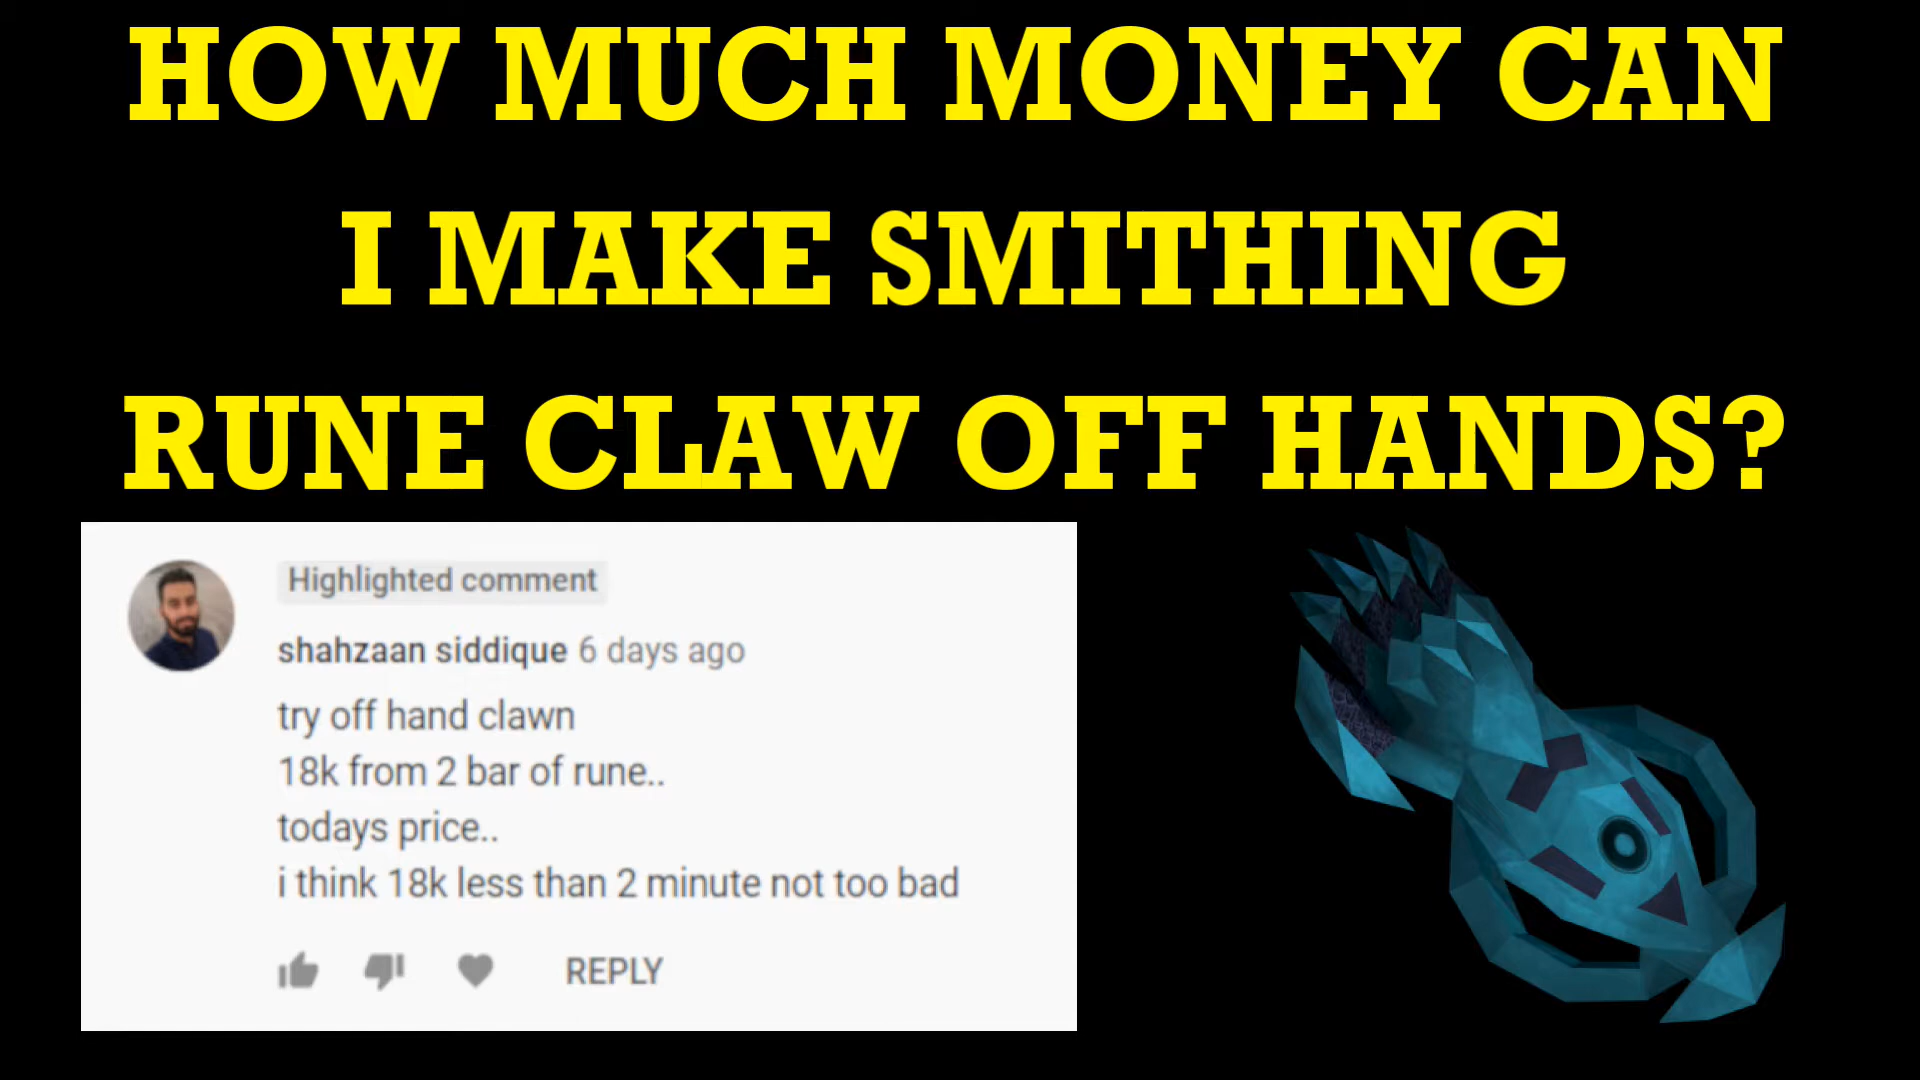 HOW MUCH MONEY CAN
I MAKE SMITHING
RUNE CLAW OFF HANDS?
Highlighted comment
shahzaan siddique 6 days ago
try off hand clawn
18k from 2 bar of rune..
todays price..
i think 18k less than 2 minute not too bad
REPLY